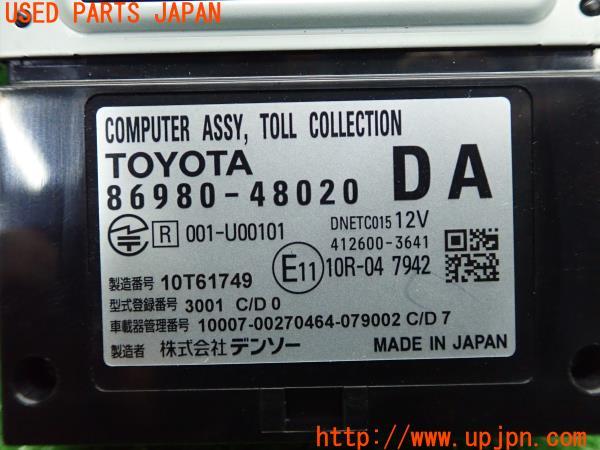 USED PARTS JAPAN
COMPUTER ASSY, TOLL COLLECTION
TOYOTA
86980-48020 DA
R 001-U00101 DNETC015 12V
412600-3641
E11 10R-04 7942
製造番号 10T61749
型式登録番号 3001 C/D 0
車載器管理番号 10007-00270464-079002 C/D 7
製造者 株式会社デンソー MADE IN JAPAN
http://www.upjpn.com/